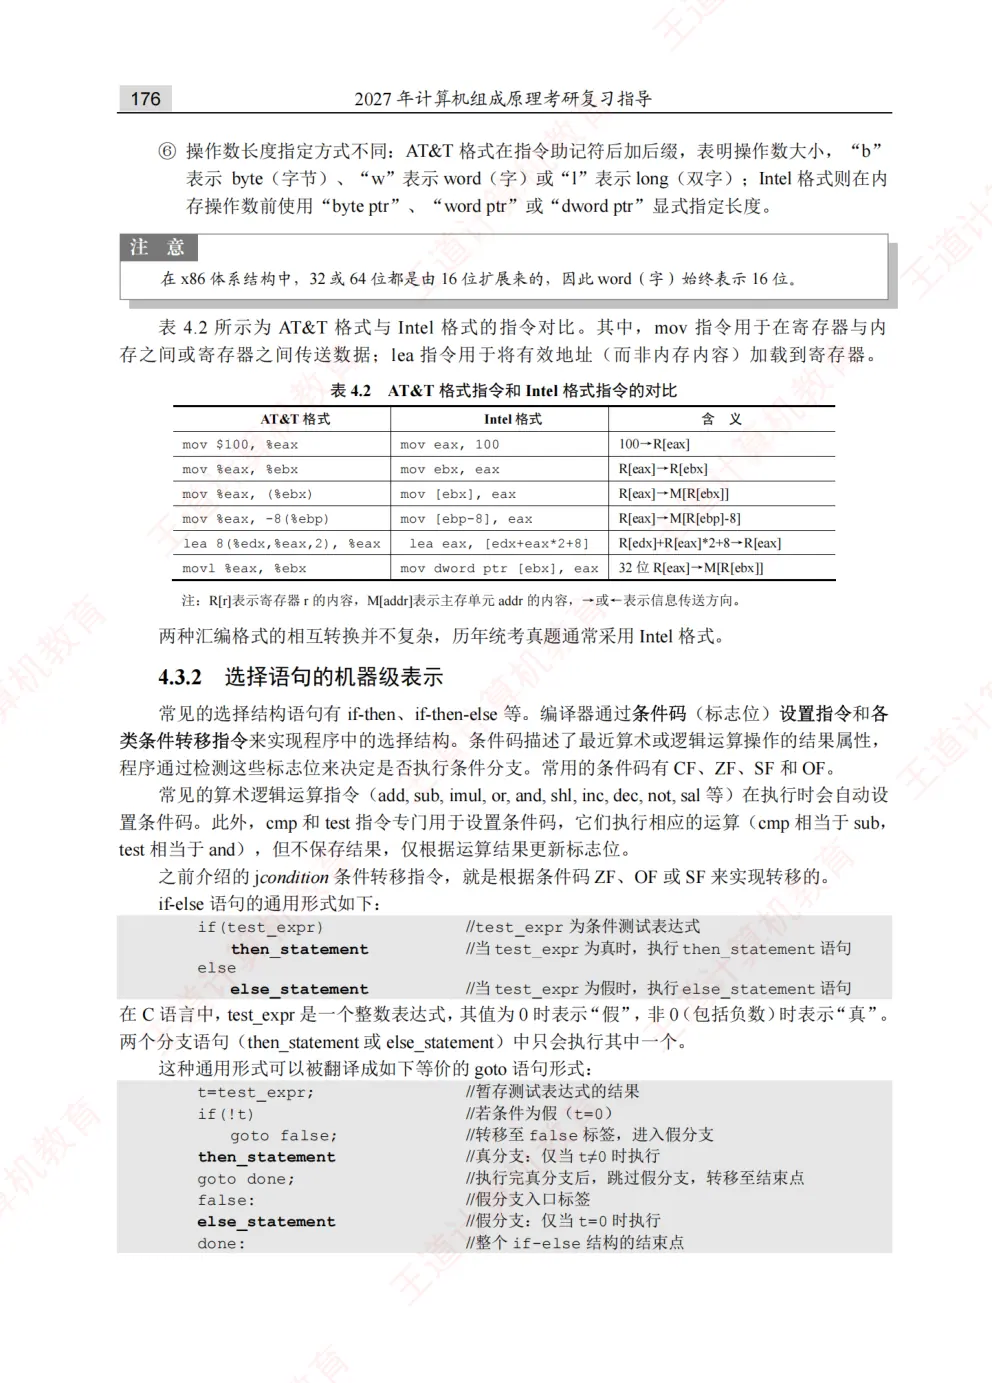 176
2027 年计算机组成原理考研复习指导
⑥ 操作数长度指定方式不同：AT&T 格式在指令助记符后加后缀，表明操作数大小，“b”
表示 byte（字节）、“w”表示 word（字）或“l”表示 long（双字）；Intel 格式则在内
存操作数前使用“byte ptr”、“word ptr”或“dword ptr”显式指定长度。
注 意
在 x86 体系结构中，32 或 64 位都是由 16 位扩展来的，因此 word（字）始终表示 16 位。
表 4.2 所示为 AT&T 格式与 Intel 格式的指令对比。其中，mov 指令用于在寄存器与内
存之间或寄存器之间传送数据；lea 指令用于将有效地址（而非内存内容）加载到寄存器。
表 4.2 AT&T 格式指令和 Intel 格式指令的对比
AT&T 格式 Intel 格式 含 义
mov $100, %eax mov eax, 100 100→R[eax]
mov %eax, %ebx mov ebx, eax R[eax]→R[ebx]
mov %eax, (%ebx) mov [ebx], eax R[eax]→M[R[ebx]]
mov %eax, -8(%ebp) mov [ebp-8], eax R[eax]→M[R[ebp]-8]
lea 8(%edx,%eax,2), %eax lea eax, [edx+eax*2+8] R[edx]+R[eax]*2+8→R[eax]
movl %eax, %ebx mov dword ptr [ebx], eax 32 位 R[eax]→M[R[ebx]]
注：R[r]表示寄存器 r 的内容，M[addr]表示主存单元 addr 的内容，→或←表示信息传送方向。
两种汇编格式的相互转换并不复杂，历年统考真题通常采用 Intel 格式。
4.3.2 选择语句的机器级表示
常见的选择结构语句有 if-then、if-then-else 等。编译器通过条件码（标志位）设置指令和各
类条件转移指令来实现程序中的选择结构。条件码描述了最近算术或逻辑运算操作的结果属性，
程序通过检测这些标志位来决定是否执行条件分支。常用的条件码有 CF、ZF、SF 和 OF。
常见的算术逻辑运算指令（add, sub, imul, or, and, shl, inc, dec, not, sal 等）在执行时会自动设
置条件码。此外，cmp 和 test 指令专门用于设置条件码，它们执行相应的运算（cmp 相当于 sub，
test 相当于 and），但不保存结果，仅根据运算结果更新标志位。
之前介绍的 jcondition 条件转移指令，就是根据条件码 ZF、OF 或 SF 来实现转移的。
if-else 语句的通用形式如下：
if(test_expr) //test_expr 为条件测试表达式
then_statement //当 test_expr 为真时，执行 then_statement 语句
else
else_statement //当 test_expr 为假时，执行 else_statement 语句
在 C 语言中，test_expr 是一个整数表达式，其值为 0 时表示“假”，非 0（包括负数）时表示“真”。
两个分支语句（then_statement 或 else_statement）中只会执行其中一个。
这种通用形式可以被翻译成如下等价的 goto 语句形式：
t=test_expr; //暂存测试表达式的结果
if(!t) //若条件为假（t=0）
goto false; //转移至 false 标签，进入假分支
then_statement //真分支：仅当 t≠0 时执行
goto done; //执行完真分支后，跳过假分支，转移至结束点
false: //假分支入口标签
else_statement //假分支：仅当 t=0 时执行
done: //整个 if-else 结构的结束点